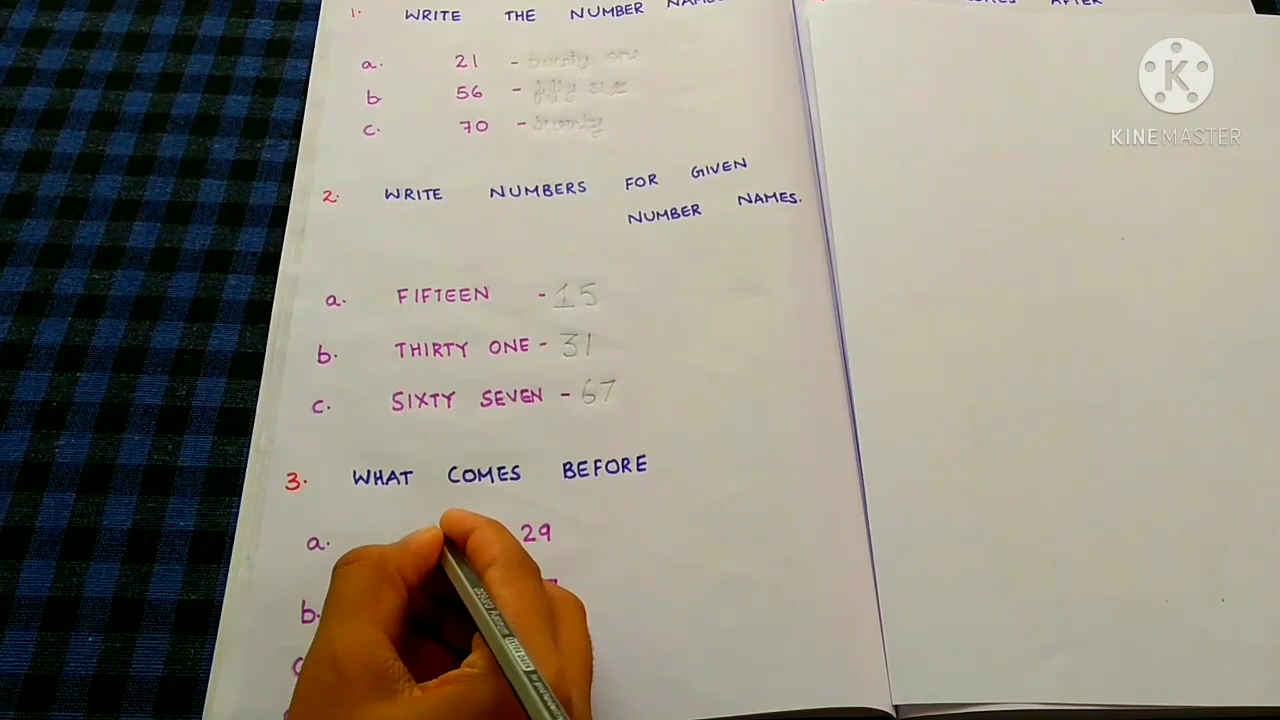 1. WRITE THE NUMBER
a. 21 - twenty one
b 56 - fifty six
c. 70 -
2. WRITE NUMBERS FOR GIVEN
NUMBER NAMES.
a. FIFTEEN - 15
b. THIRTY ONE - 31
c. SIXTY SEVEN - 67
3. WHAT COMES BEFORE
a. 29
b.
AFTER
K
KINEMASTER